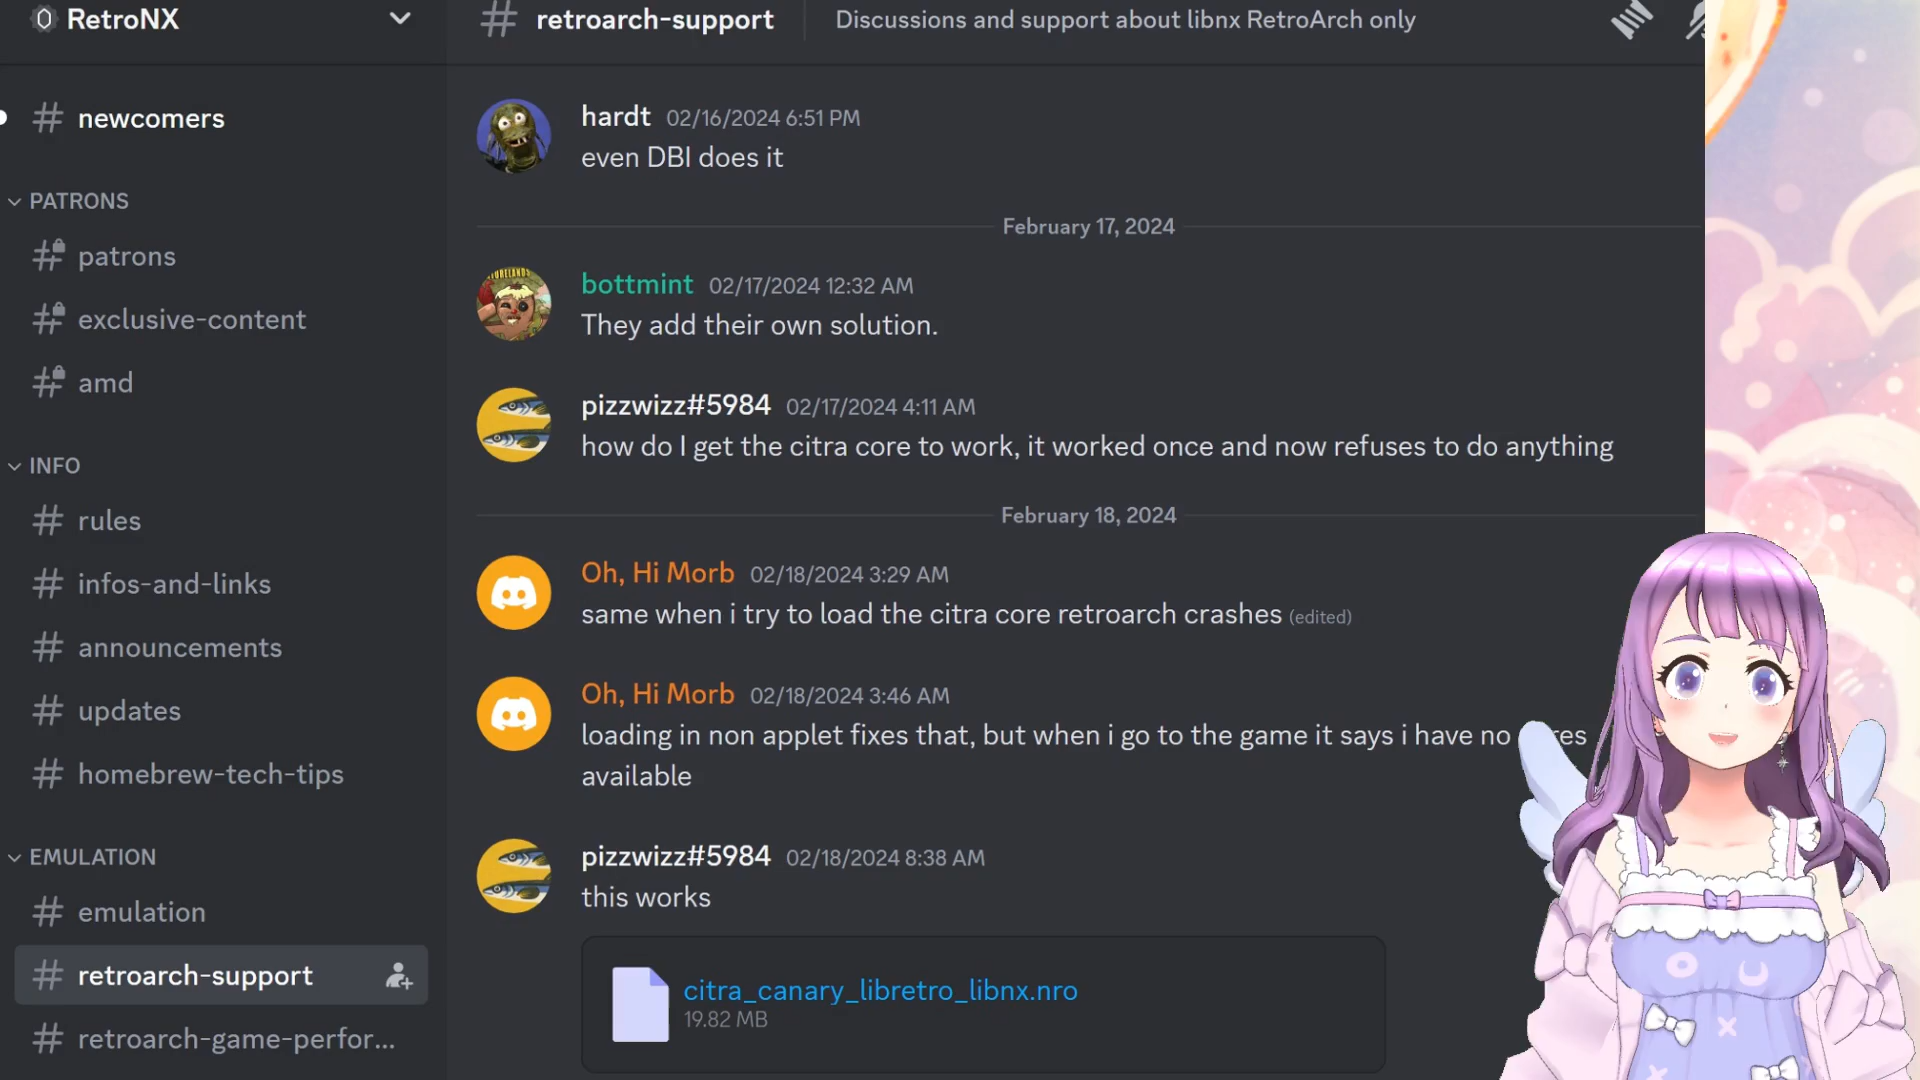 RetroNX
retroarch-support
Discussions and support about libnx RetroArch only
newcomers
PATRONS
patrons
exclusive-content
amd
INFO
rules
infos-and-links
announcements
updates
homebrew-tech-tips
EMULATION
emulation
retroarch-support
retroarch-game-perfor...
hardt 02/16/2024 6:51 PM
even DBI does it
February 17, 2024
bottmint 02/17/2024 12:32 AM
They add their own solution.
pizzwizz#5984 02/17/2024 4:11 AM
how do I get the citra core to work, it worked once and now refuses to do anything
February 18, 2024
Oh, Hi Morb 02/18/2024 3:29 AM
same when i try to load the citra core retroarch crashes (edited)
Oh, Hi Morb 02/18/2024 3:46 AM
loading in non applet fixes that, but when i go to the game it says i have no
available
pizzwizz#5984 02/18/2024 8:38 AM
this works
citra_canary_libretro_libnx.nro
19.82 MB